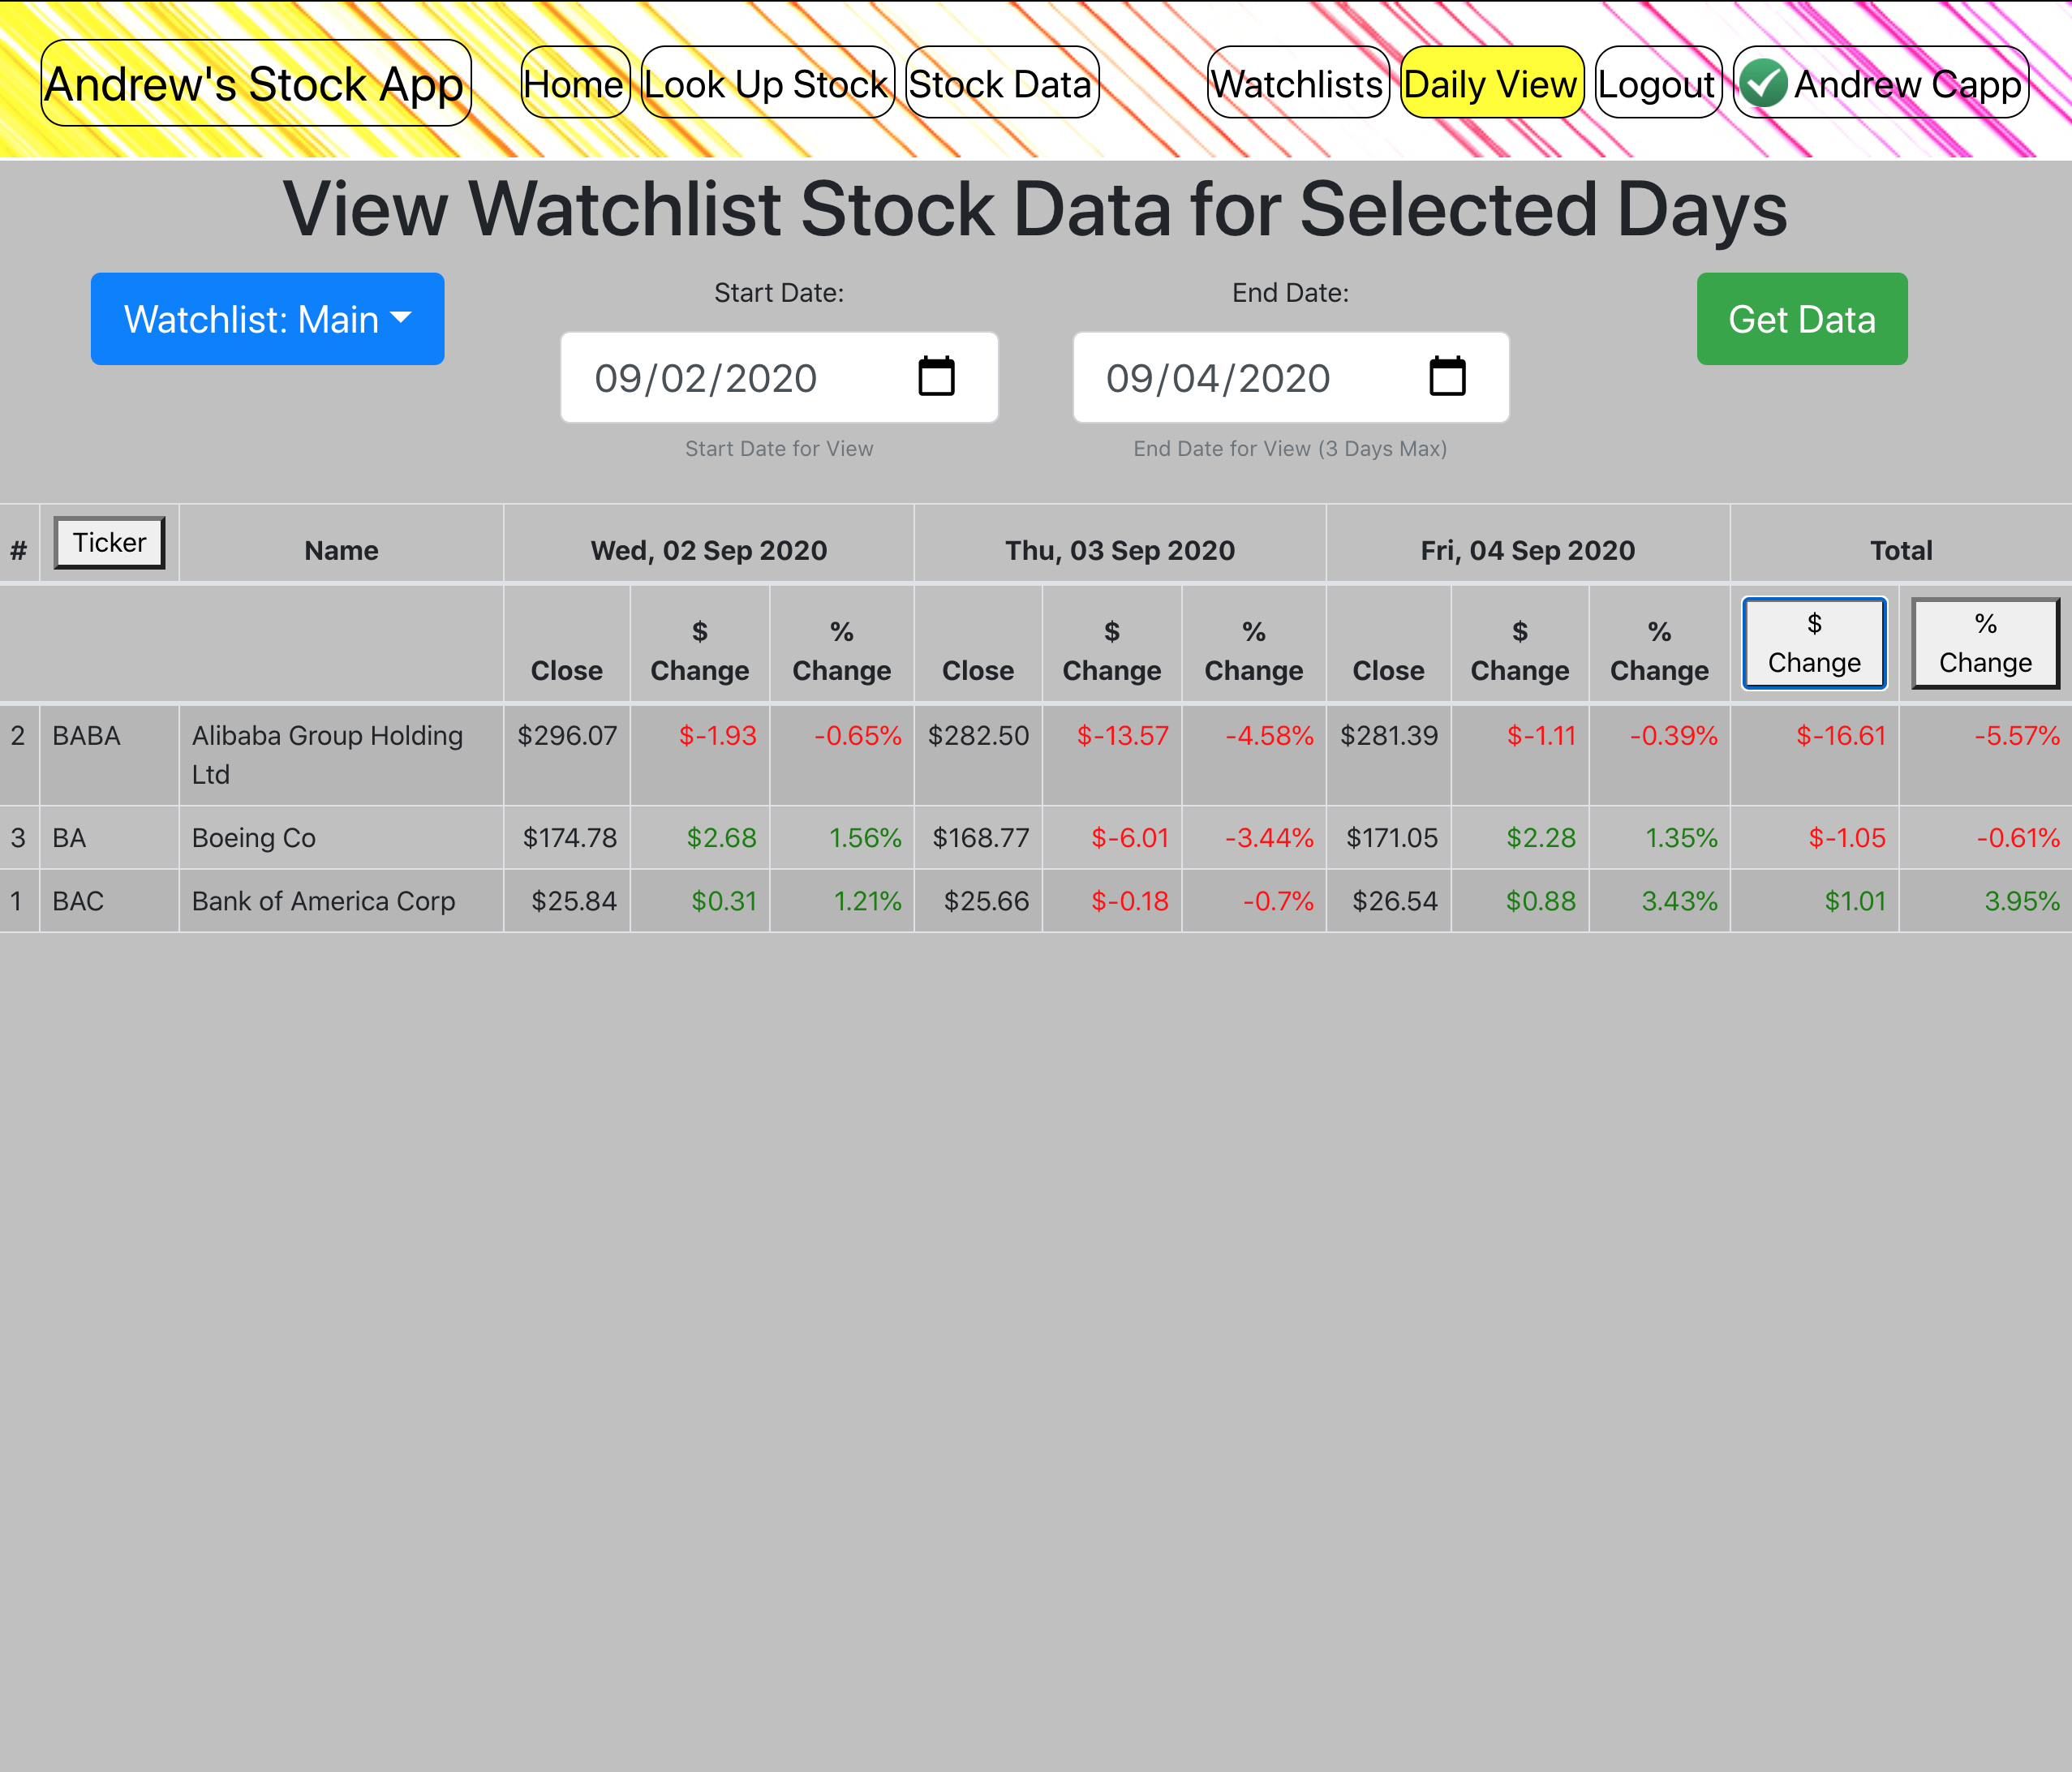 Andrew's Stock App Home Look Up Stock Stock Data Watchlists Daily View Logout Andrew Capp
View Watchlist Stock Data for Selected Days
Watchlist: Main Start Date: End Date: Get Data
09/02/2020 09/04/2020
Start Date for View End Date for View (3 Days Max)
# Ticker Name Wed, 02 Sep 2020 Thu, 03 Sep 2020 Fri, 04 Sep 2020 Total
Close $ Change % Change Close $ Change % Change Close $ Change % Change $ Change % Change
2 BABA Alibaba Group Holding Ltd $296.07 $-1.93 -0.65% $282.50 $-13.57 -4.58% $281.39 $-1.11 -0.39% $-16.61 -5.57%
3 BA Boeing Co $174.78 $2.68 1.56% $168.77 $-6.01 -3.44% $171.05 $2.28 1.35% $-1.05 -0.61%
1 BAC Bank of America Corp $25.84 $0.31 1.21% $25.66 $-0.18 -0.7% $26.54 $0.88 3.43% $1.01 3.95%